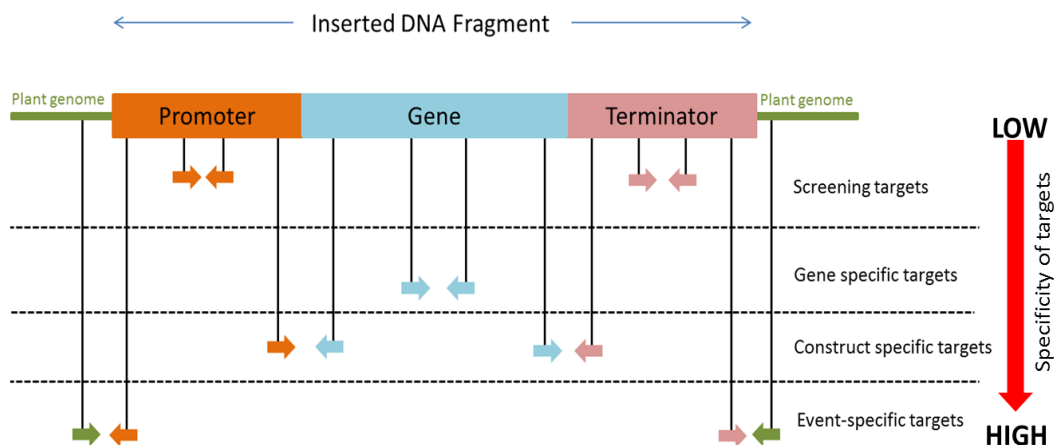 Inserted DNA Fragment
Plant genome
Promoter
Gene
Terminator
Plant genome
LOW
Screening targets
Gene specific targets
Construct specific targets
Event-specific targets
HIGH
Specificity of targets